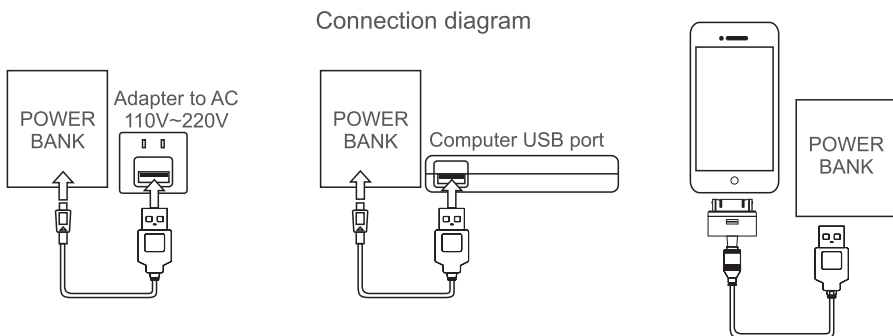 Connection diagram
POWER
BANK
Adapter to AC
110V~220V
POWER
BANK
Computer USB port
POWER
BANK